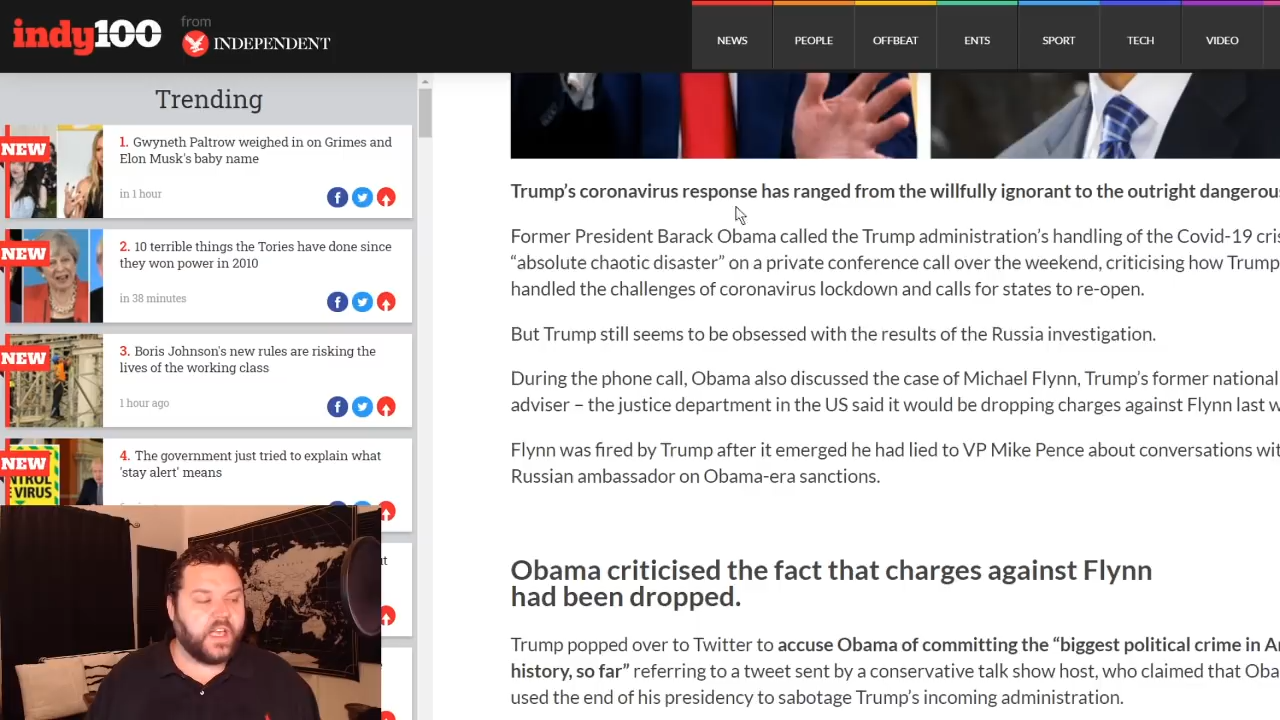 indy100
from
INDEPENDENT
NEWS
PEOPLE
OFFBEAT
ENTS
SPORT
TECH
VIDEO
Trending
NEW
1. Gwyneth Paltrow weighed in on Grimes and
Elon Musk's baby name
in 1 hour
NEW
2. 10 terrible things the Tories have done since
they won power in 2010
in 38 minutes
NEW
3. Boris Johnson's new rules are risking the
lives of the working class
1 hour ago
NEW
4. The government just tried to explain what
'stay alert' means
Trump's coronavirus response has ranged from the willfully ignorant to the outright
Former President Barack Obama called the Trump administration's handling of the Covid-19
“absolute chaotic disaster” on a private conference call over the weekend, criticising how Trump
handled the challenges of coronavirus lockdown and calls for states to re-open.
But Trump still seems to be obsessed with the results of the Russia investigation.
During the phone call, Obama also discussed the case of Michael Flynn, Trump's former national
adviser – the justice department in the US said it would be dropping charges against Flynn last
Flynn was fired by Trump after it emerged he had lied to VP Mike Pence about conversations
Russian ambassador on Obama-era sanctions.
Obama criticised the fact that charges against Flynn
had been dropped.
Trump popped over to Twitter to accuse Obama of committing the “biggest political crime in
history, so far” referring to a tweet sent by a conservative talk show host, who claimed that
used the end of his presidency to sabotage Trump's incoming administration.